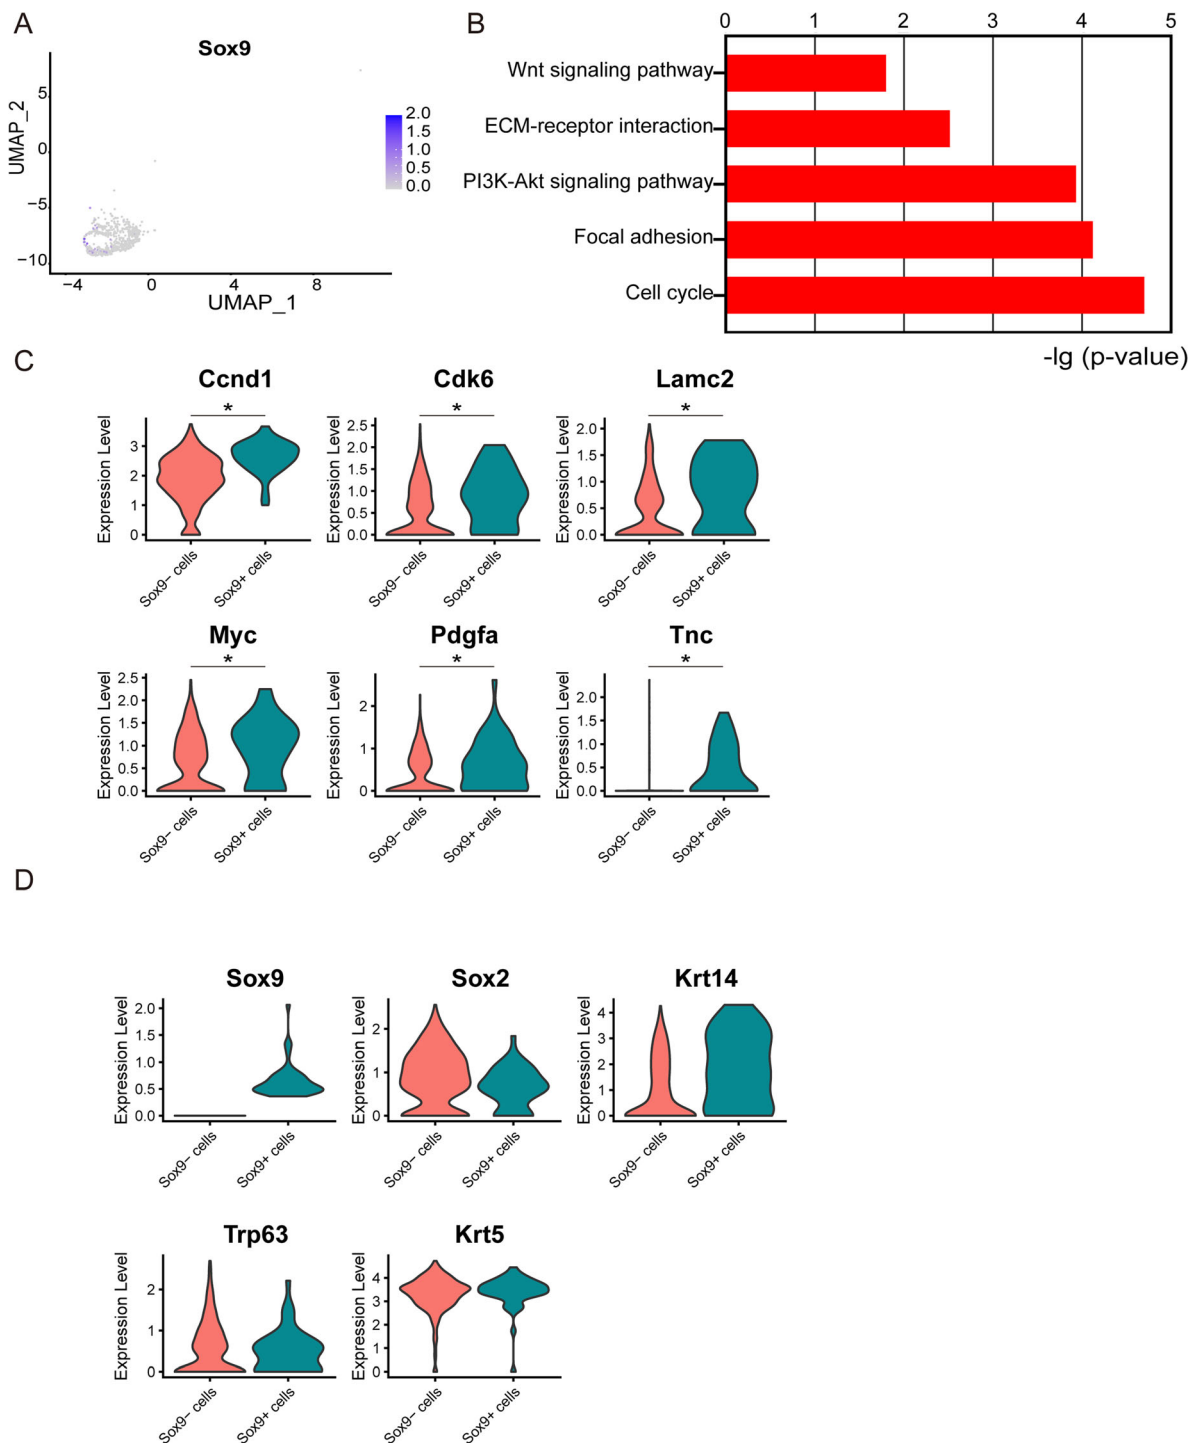 A
Sox9
UMAP_2
5
0
−5
−10
−4 0 4 8
UMAP_1
2.0
1.5
1.0
0.5
0.0
B
0 1 2 3 4 5
Wnt signaling pathway
ECM-receptor interaction
PI3K-Akt signaling pathway
Focal adhesion
Cell cycle
-lg (p-value)
C
Ccnd1
*
Expression Level
3
2
1
0
Sox9− cells
Sox9+ cells
Cdk6
*
Expression Level
2.5
2.0
1.5
1.0
0.5
0.0
Sox9− cells
Sox9+ cells
Lamc2
*
Expression Level
2.0
1.5
1.0
0.5
0.0
Sox9− cells
Sox9+ cells
Myc
*
Expression Level
2.5
2.0
1.5
1.0
0.5
0.0
Sox9− cells
Sox9+ cells
Pdgfa
*
Expression Level
2
1
0
Sox9− cells
Sox9+ cells
Tnc
*
Expression Level
2.0
1.5
1.0
0.5
0.0
Sox9− cells
Sox9+ cells
D
Sox9
Expression Level
2.0
1.5
1.0
0.5
0.0
Sox9− cells
Sox9+ cells
Sox2
Expression Level
2
1
0
Sox9− cells
Sox9+ cells
Krt14
Expression Level
4
3
2
1
0
Sox9− cells
Sox9+ cells
Trp63
Expression Level
2
1
0
Sox9− cells
Sox9+ cells
Krt5
Expression Level
4
3
2
1
0
Sox9− cells
Sox9+ cells